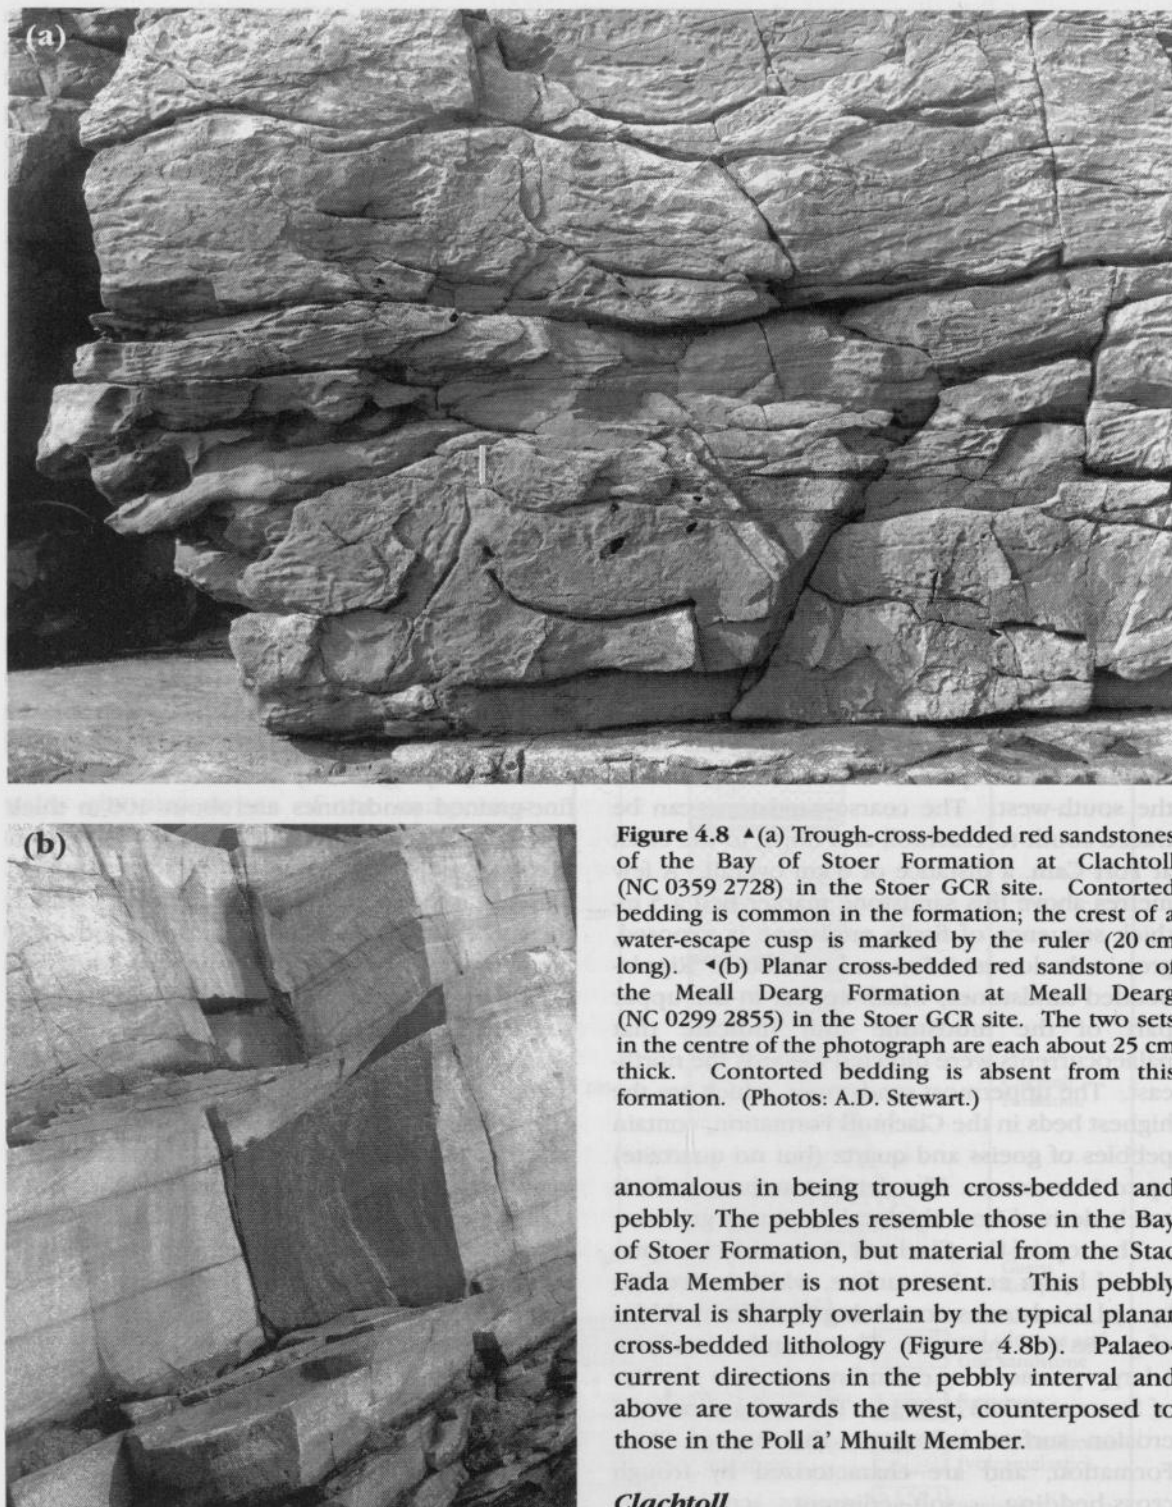 (a)
(b)
Figure 4.8 ▲(a) Trough-cross-bedded red sandstones
of the Bay of Stoer Formation at Clachtoll
(NC 0359 2728) in the Stoer GCR site. Contorted
bedding is common in the formation; the crest of a
water-escape cusp is marked by the ruler (20 cm
long). ◄(b) Planar cross-bedded red sandstone of
the Meall Dearg Formation at Meall Dearg
(NC 0299 2855) in the Stoer GCR site. The two sets
in the centre of the photograph are each about 25 cm
thick. Contorted bedding is absent from this
formation. (Photos: A.D. Stewart.)
anomalous in being trough cross-bedded and
pebbly. The pebbles resemble those in the Bay
of Stoer Formation, but material from the Stac
Fada Member is not present. This pebbly
interval is sharply overlain by the typical planar
cross-bedded lithology (Figure 4.8b). Palaeo-
current directions in the pebbly interval and
above are towards the west, counterposed to
those in the Poll a' Mhuilt Member.
Clachtoll